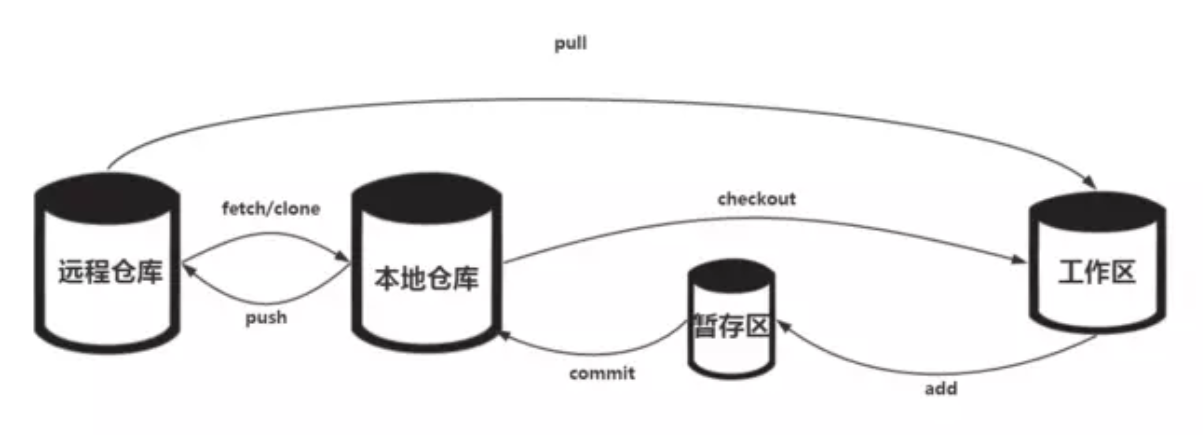 pull
fetch/clone
checkout
远程仓库
本地仓库
工作区
push
暂存区
commit
add